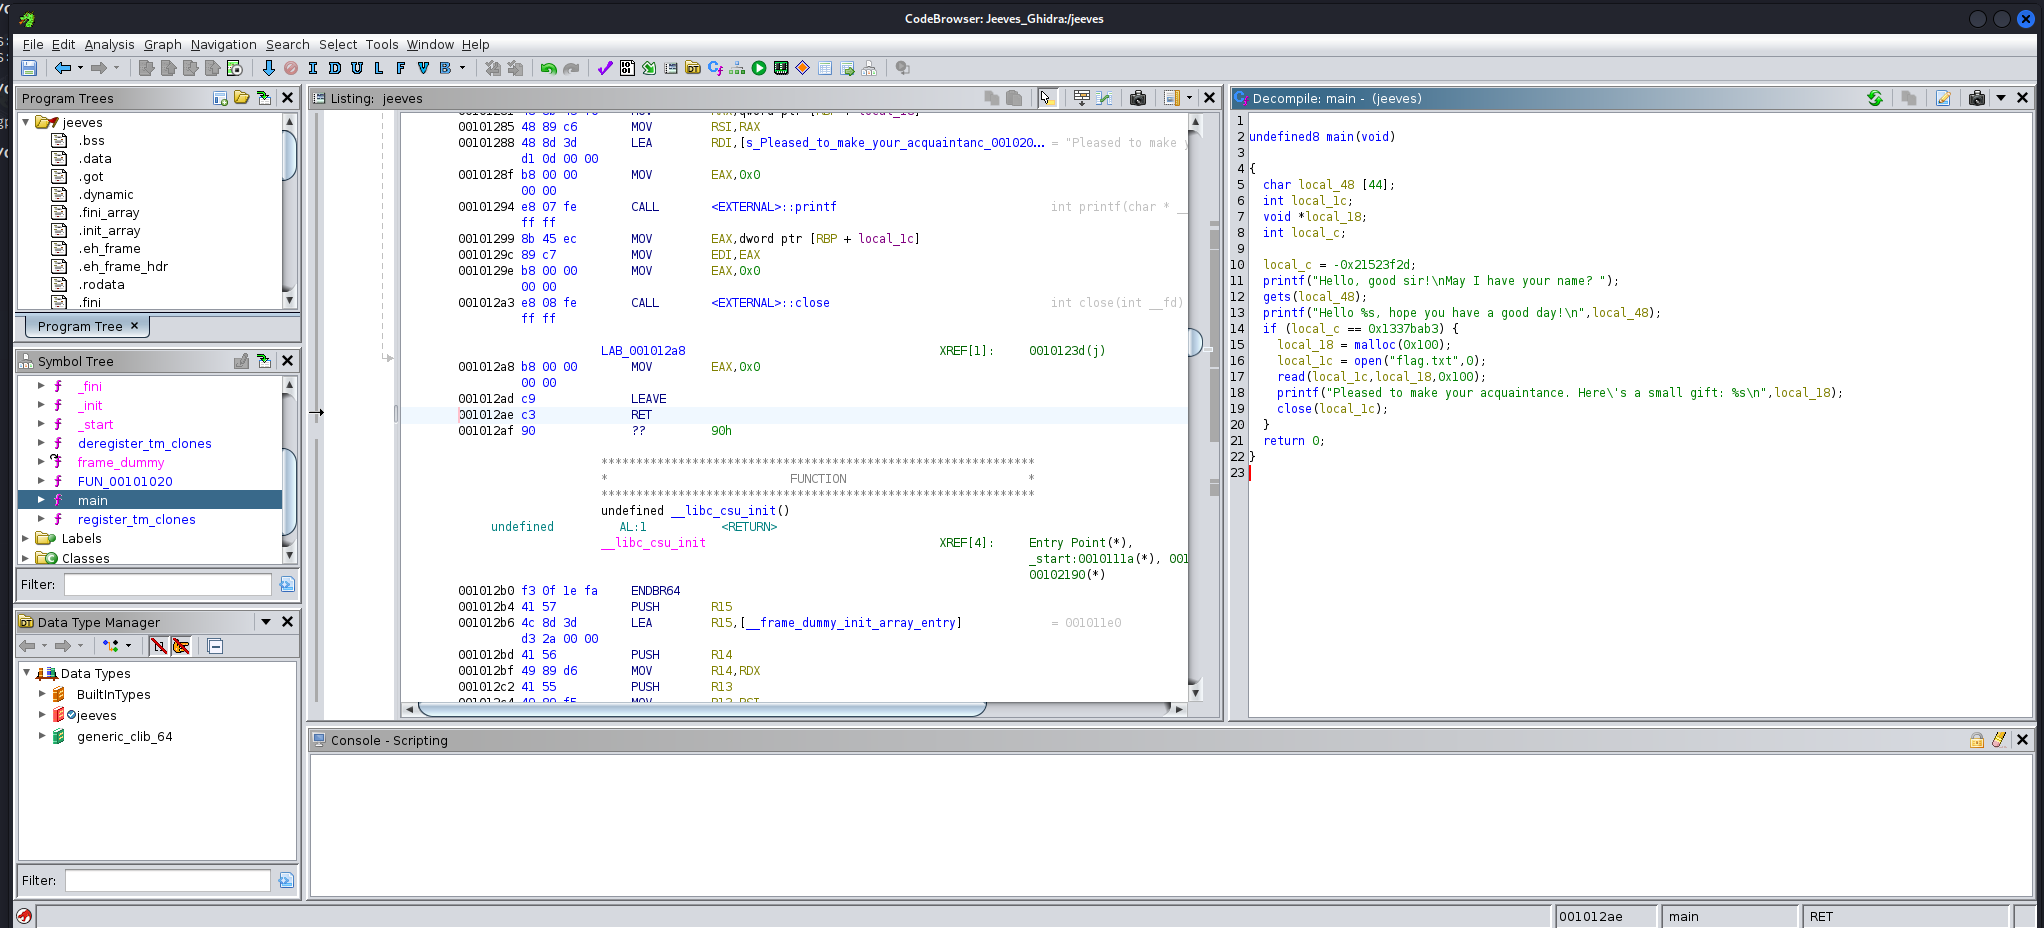 CodeBrowser: Jeeves_Ghidra:/jeeves
File Edit Analysis Graph Navigation Search Select Tools Window Help
I D U L F V B
Program Trees
jeeves
.bss
.data
.got
.dynamic
.fini_array
.init_array
.eh_frame
.eh_frame_hdr
.rodata
.fini
Program Tree ×
Symbol Tree
f _fini
f _init
f _start
f deregister_tm_clones
f frame_dummy
f FUN_00101020
f main
f register_tm_clones
Labels
Classes
Filter:
Data Type Manager
Data Types
BuiltInTypes
jeeves
generic_clib_64
Filter:
Listing: jeeves
00101285 48 89 c6 MOV RSI,RAX
00101288 48 8d 3d LEA RDI,[s_Pleased_to_make_your_acquaintanc_001020... = "Pleased to make y
d1 0d 00 00
0010128f b8 00 00 MOV EAX,0x0
00 00
00101294 e8 07 fe CALL <EXTERNAL>::printf int printf(char * __
ff ff
00101299 8b 45 ec MOV EAX,dword ptr [RBP + local_1c]
0010129c 89 c7 MOV EDI,EAX
0010129e b8 00 00 MOV EAX,0x0
00 00
001012a3 e8 08 fe CALL <EXTERNAL>::close int close(int __fd)
ff ff
LAB_001012a8 XREF[1]: 0010123d(j)
001012a8 b8 00 00 MOV EAX,0x0
00 00
001012ad c9 LEAVE
001012ae c3 RET
001012af 90 ?? 90h
**************************************************************
* FUNCTION *
**************************************************************
undefined __libc_csu_init()
undefined AL:1 <RETURN>
__libc_csu_init XREF[4]: Entry Point(*),
_start:0010111a(*), 001
00102190(*)
001012b0 f3 0f 1e fa ENDBR64
001012b4 41 57 PUSH R15
001012b6 4c 8d 3d LEA R15,[__frame_dummy_init_array_entry] = 001011e0
d3 2a 00 00
001012bd 41 56 PUSH R14
001012bf 49 89 d6 MOV R14,RDX
001012c2 41 55 PUSH R13
Decompile: main - (jeeves)
1
2 undefined8 main(void)
3
4 {
5 char local_48 [44];
6 int local_1c;
7 void *local_18;
8 int local_c;
9
10 local_c = -0x21523f2d;
11 printf("Hello, good sir!\nMay I have your name? ");
12 gets(local_48);
13 printf("Hello %s, hope you have a good day!\n",local_48);
14 if (local_c == 0x1337bab3) {
15 local_18 = malloc(0x100);
16 local_1c = open("flag.txt",0);
17 read(local_1c,local_18,0x100);
18 printf("Pleased to make your acquaintance. Here\'s a small gift: %s\n",local_18);
19 close(local_1c);
20 }
21 return 0;
22 }
23
Console - Scripting
001012ae main RET